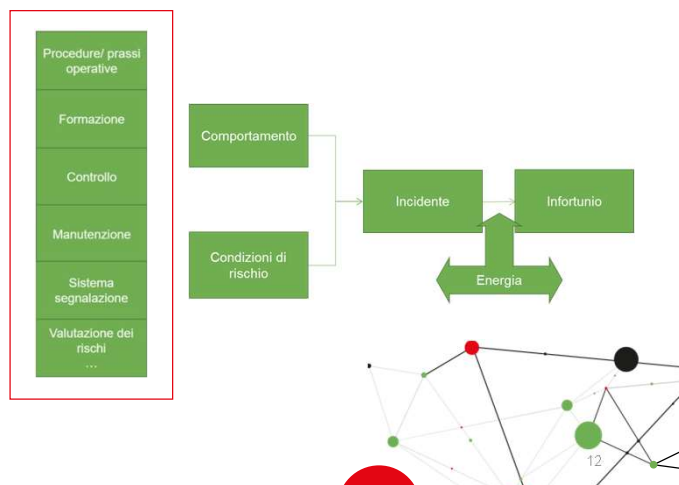 Procedure/ prassi
operative
Formazione
Controllo
Manutenzione
Sistema
segnalazione
Valutazione dei
rischi
...
Comportamento
Condizioni di
rischio
Incidente
Infortunio
Energia
12